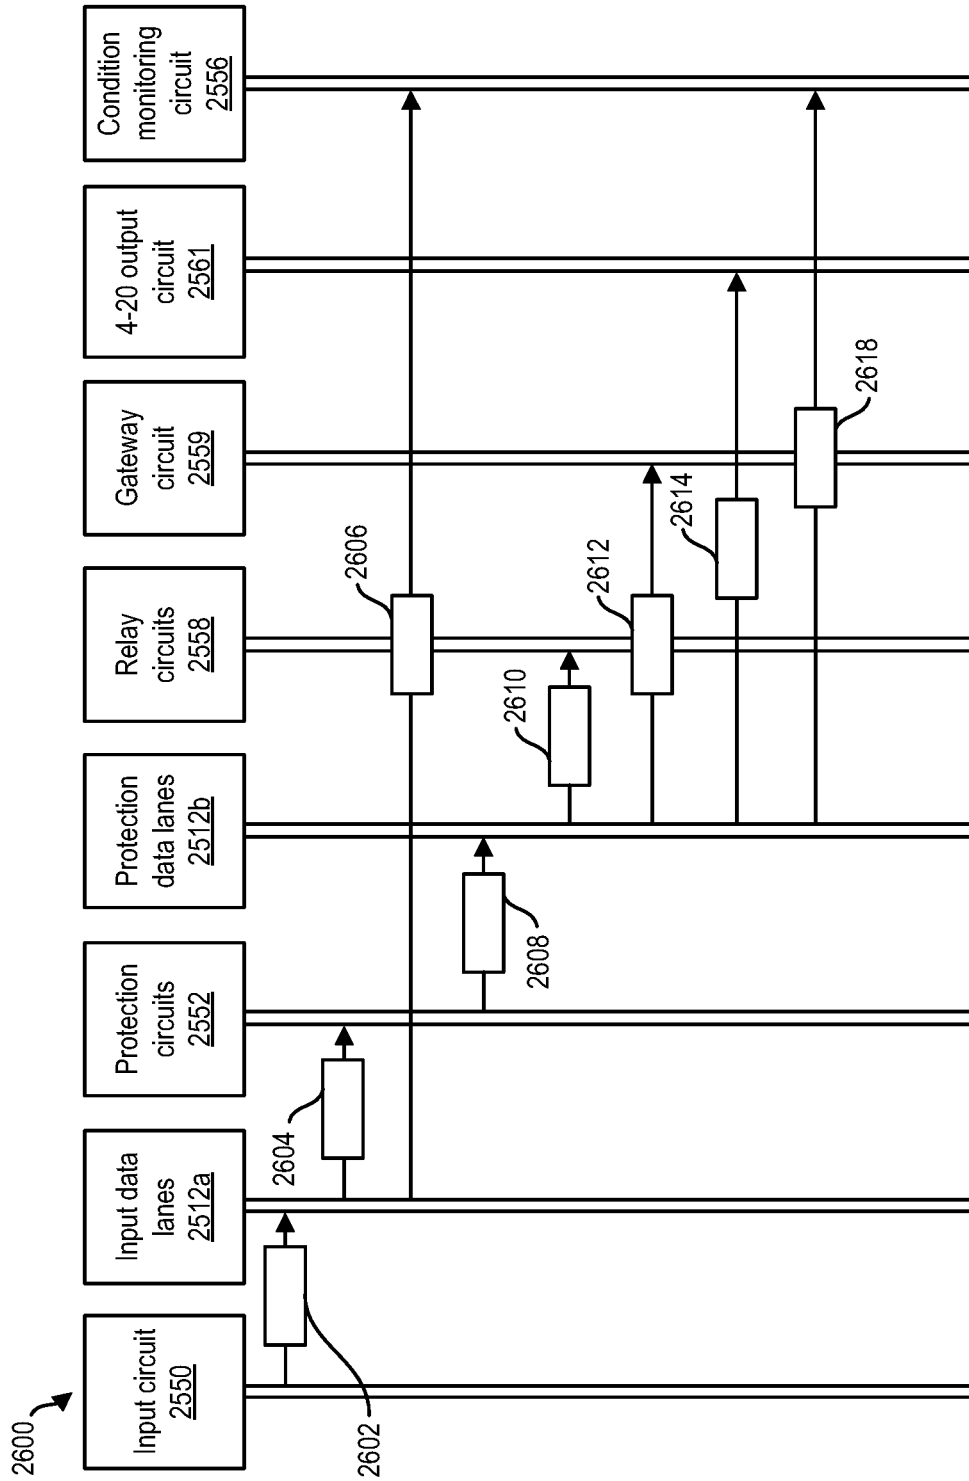 2600
Input circuit
2550
Input data
lanes
2512a
Protection
circuits
2552
Protection
data lanes
2512b
Relay
circuits
2558
Gateway
circuit
2559
4-20 output
circuit
2561
Condition
monitoring
circuit
2556
2602
2604
2606
2608
2610
2612
2614
2618